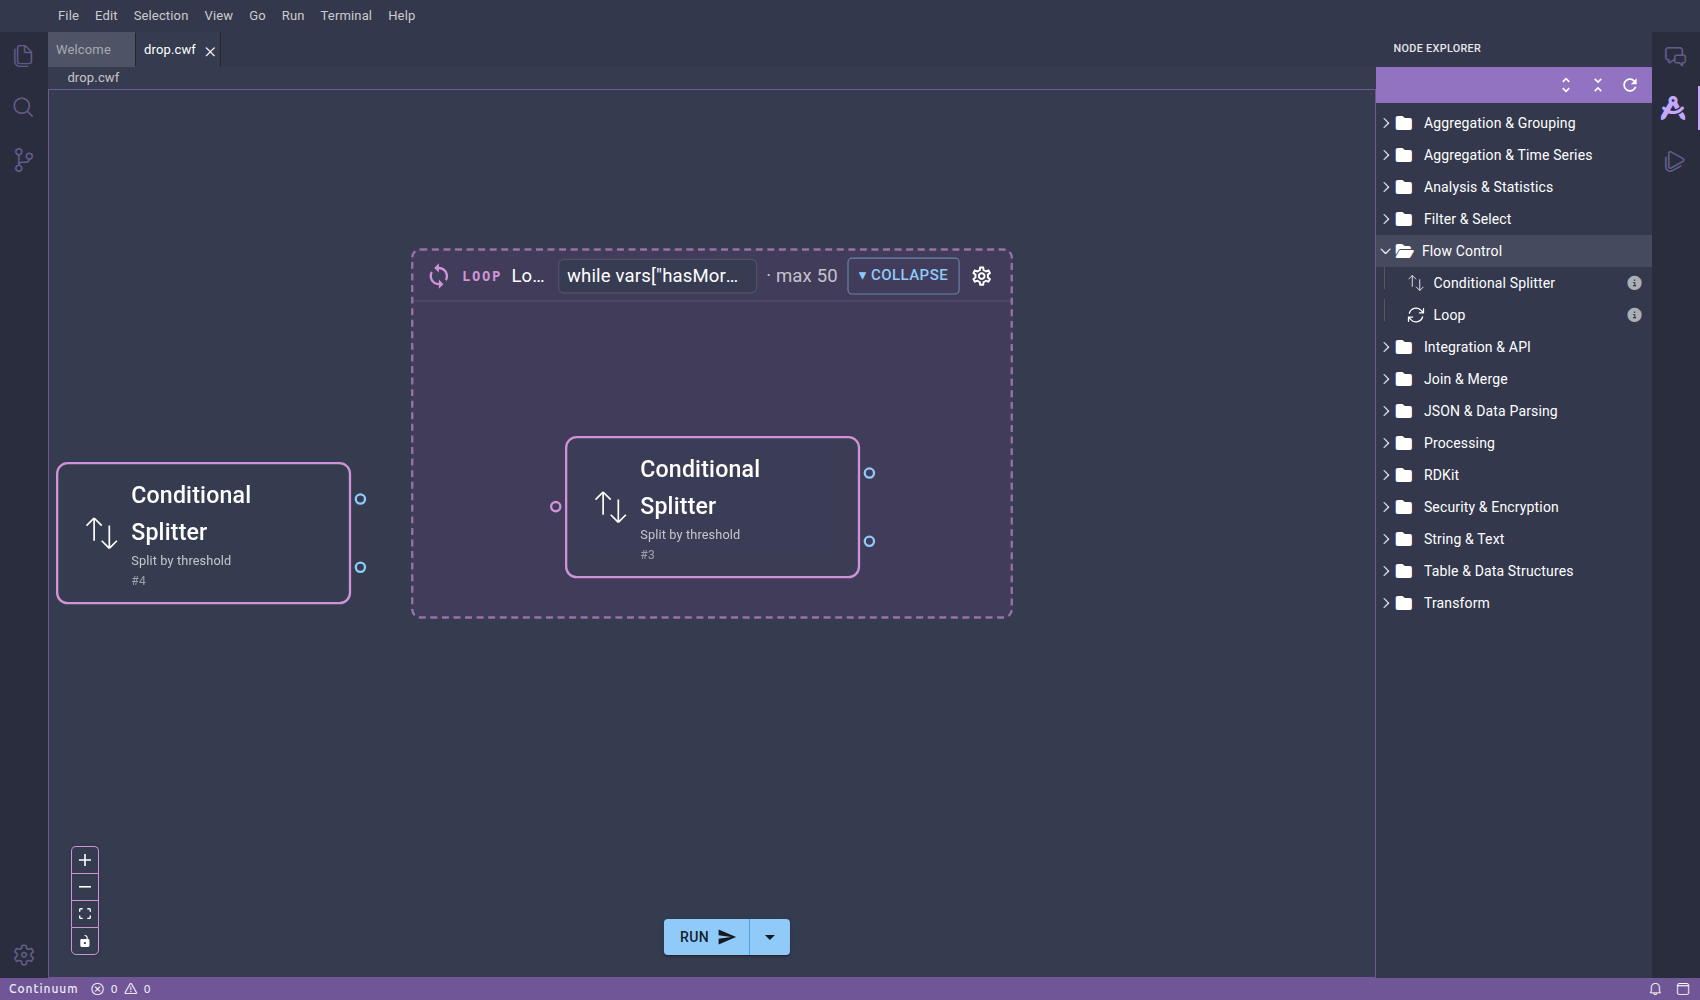 File Edit Selection View Go Run Terminal Help
Welcome
drop.cwf
drop.cwf
NODE EXPLORER
LOOP Lo... while vars["hasMor... · max 50 ▾ COLLAPSE
Conditional
Splitter
Split by threshold
#4
Conditional
Splitter
Split by threshold
#3
RUN
Aggregation & Grouping
Aggregation & Time Series
Analysis & Statistics
Filter & Select
Flow Control
Conditional Splitter
Loop
Integration & API
Join & Merge
JSON & Data Parsing
Processing
RDKit
Security & Encryption
String & Text
Table & Data Structures
Transform
Continuum 0 0